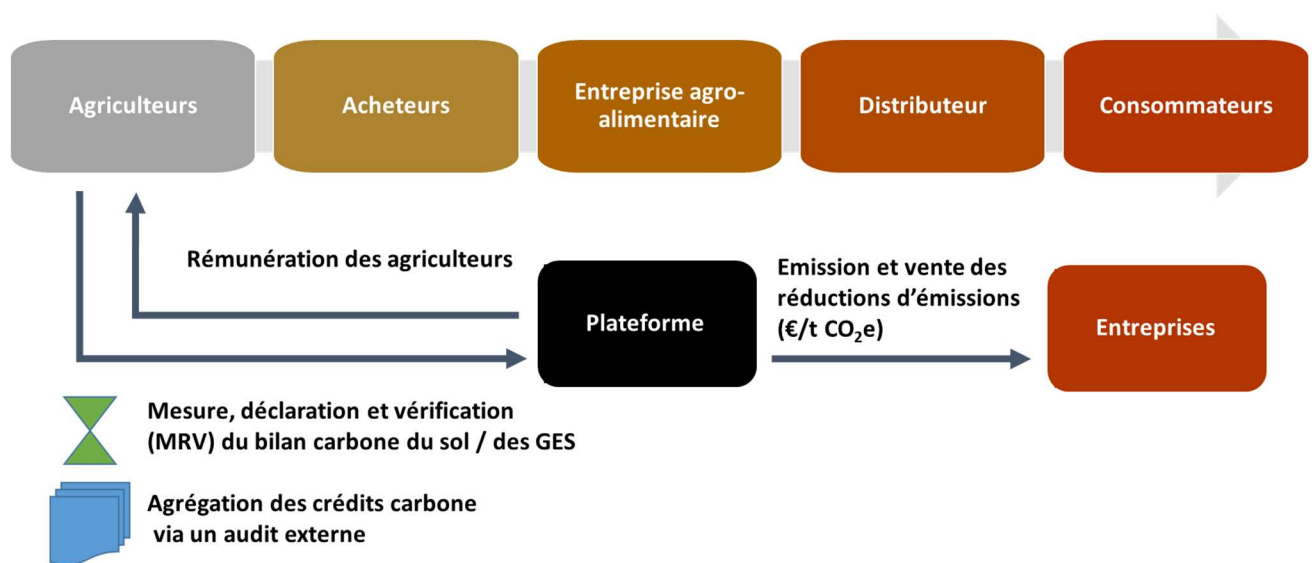 Agriculteurs
Acheteurs
Entreprise agro-
alimentaire
Distributeur
Consommateurs
Rémunération des agriculteurs
Plateforme
Emission et vente des
réductions d'émissions
(€/t CO₂e)
Entreprises
Mesure, déclaration et vérification
(MRV) du bilan carbone du sol / des GES
Agrégation des crédits carbone
via un audit externe